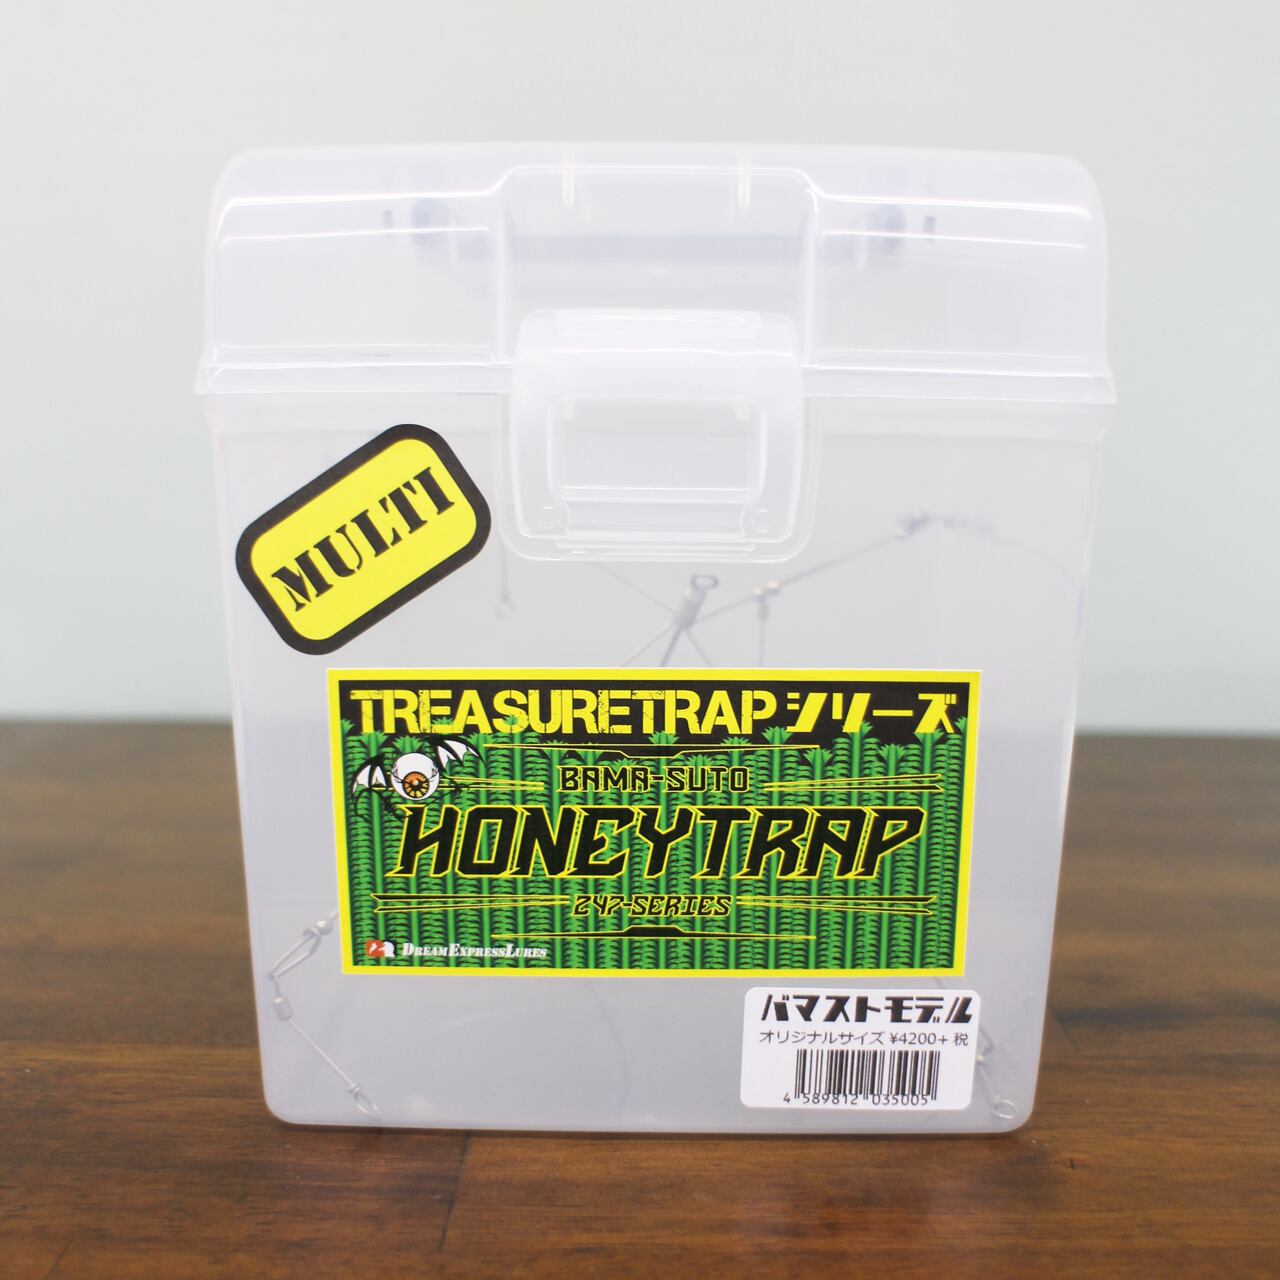 MULTI
TREASURETRAPシリーズ
BAMA-SUTO
HONEYTRAP
247-SERIES
DREAMEXPRESSLURES
バマストモデル
オリジナルサイズ ¥4200+ 税
4 589812 035005